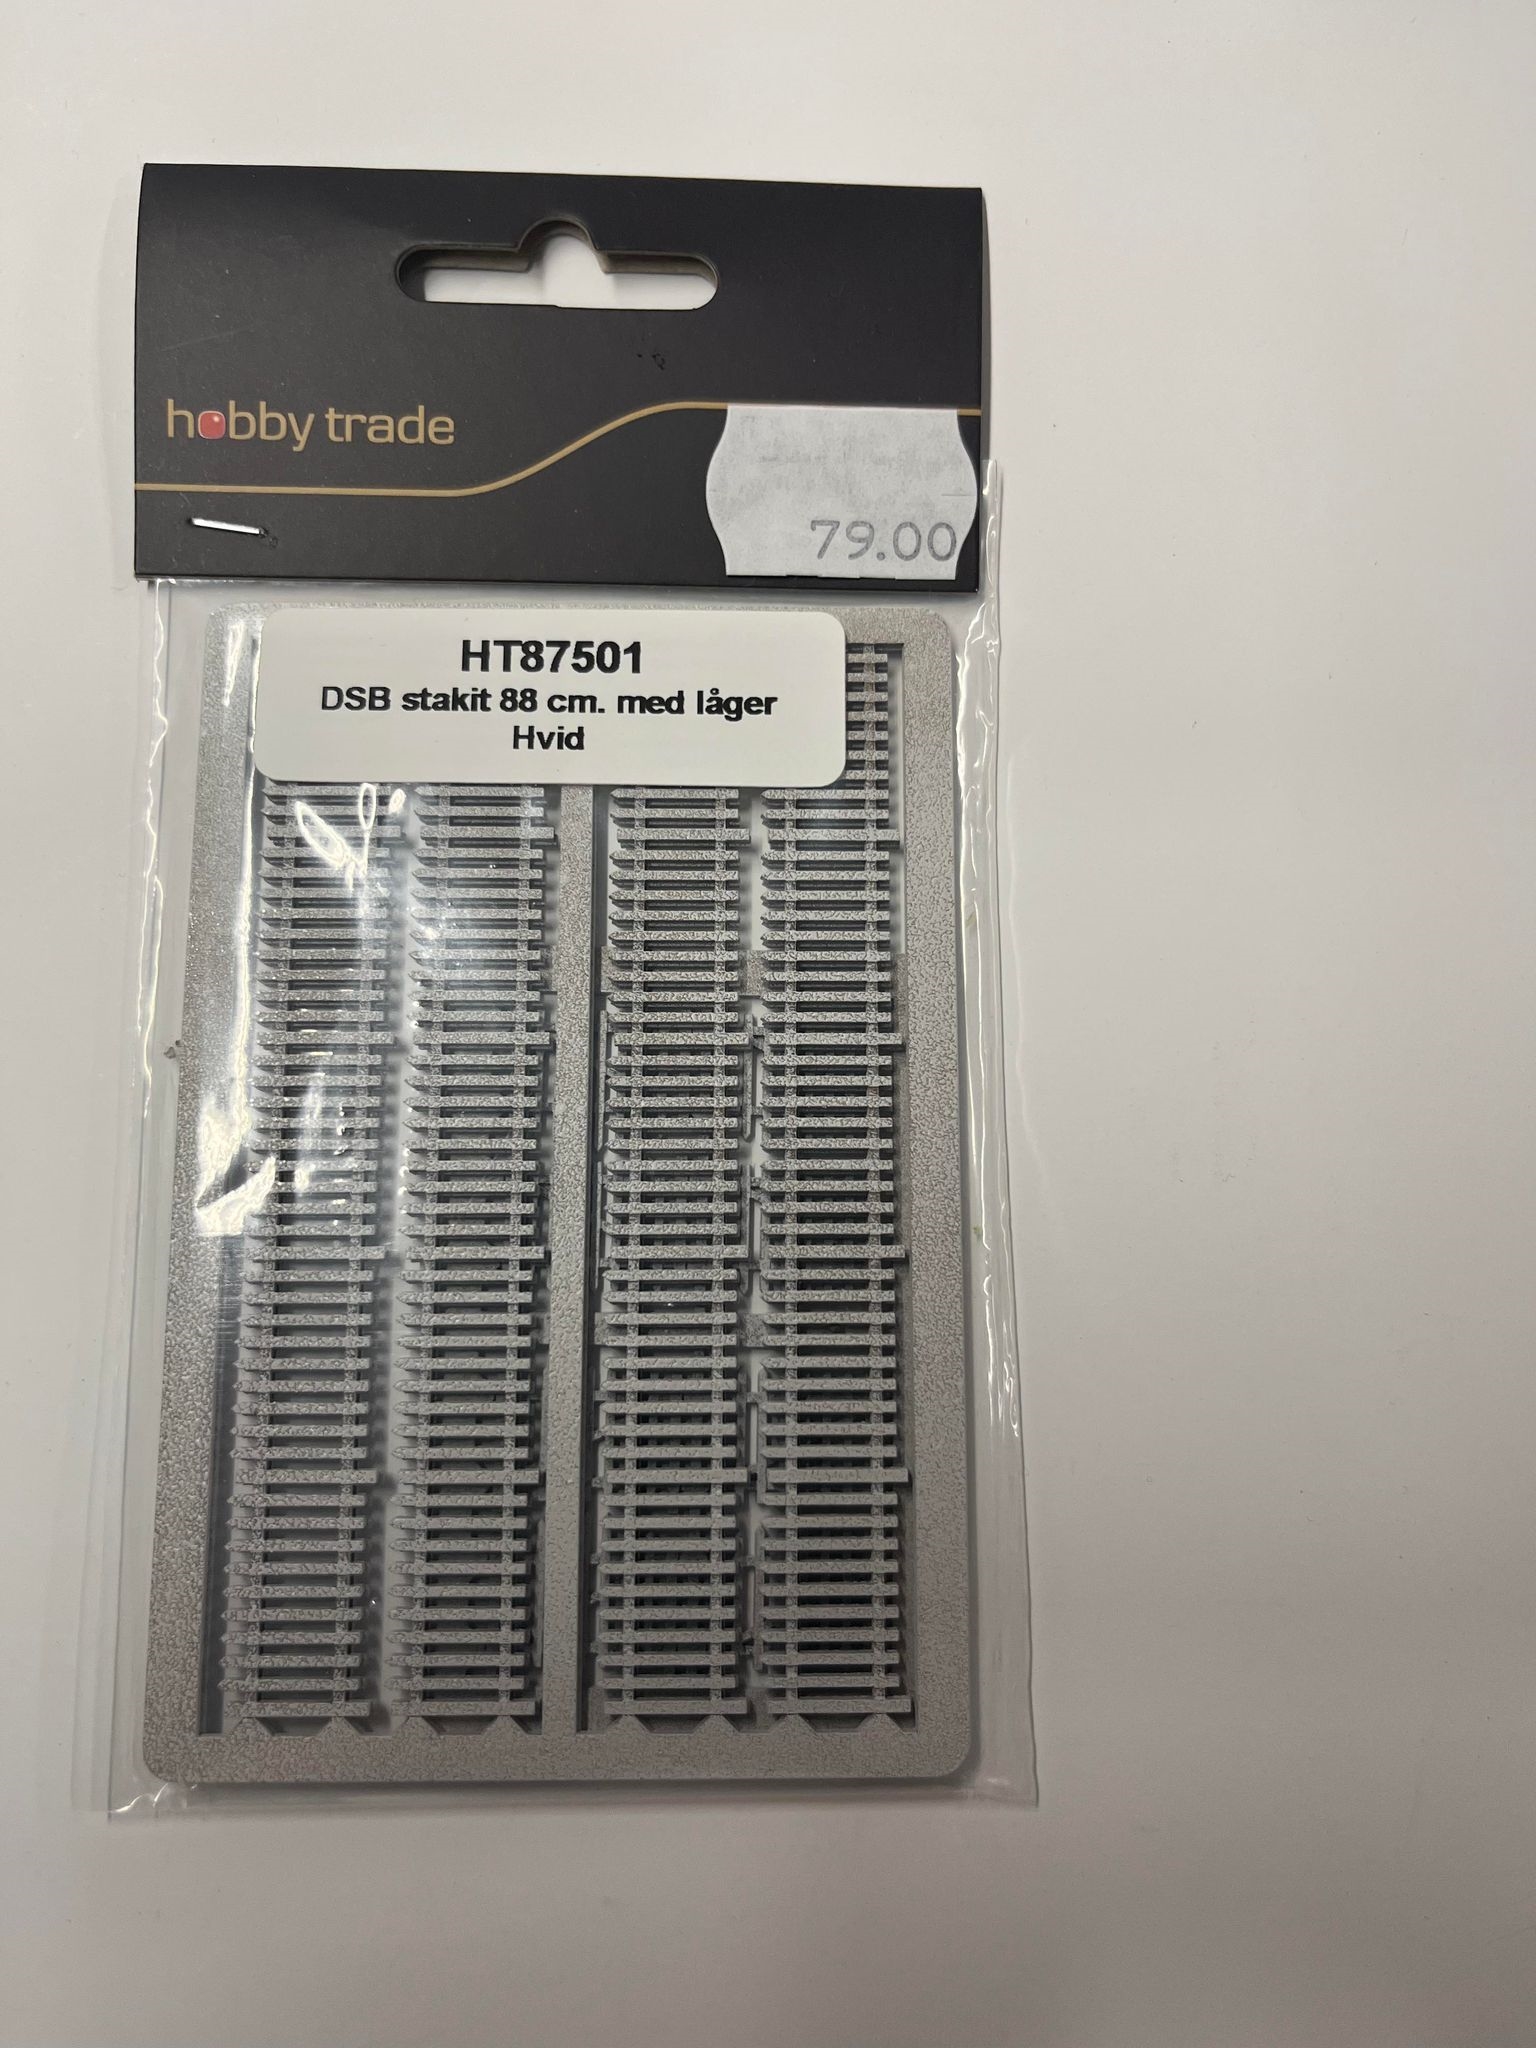 hobby trade
79.00
HT87501
DSB stakit 88 cm. med låger
Hvid